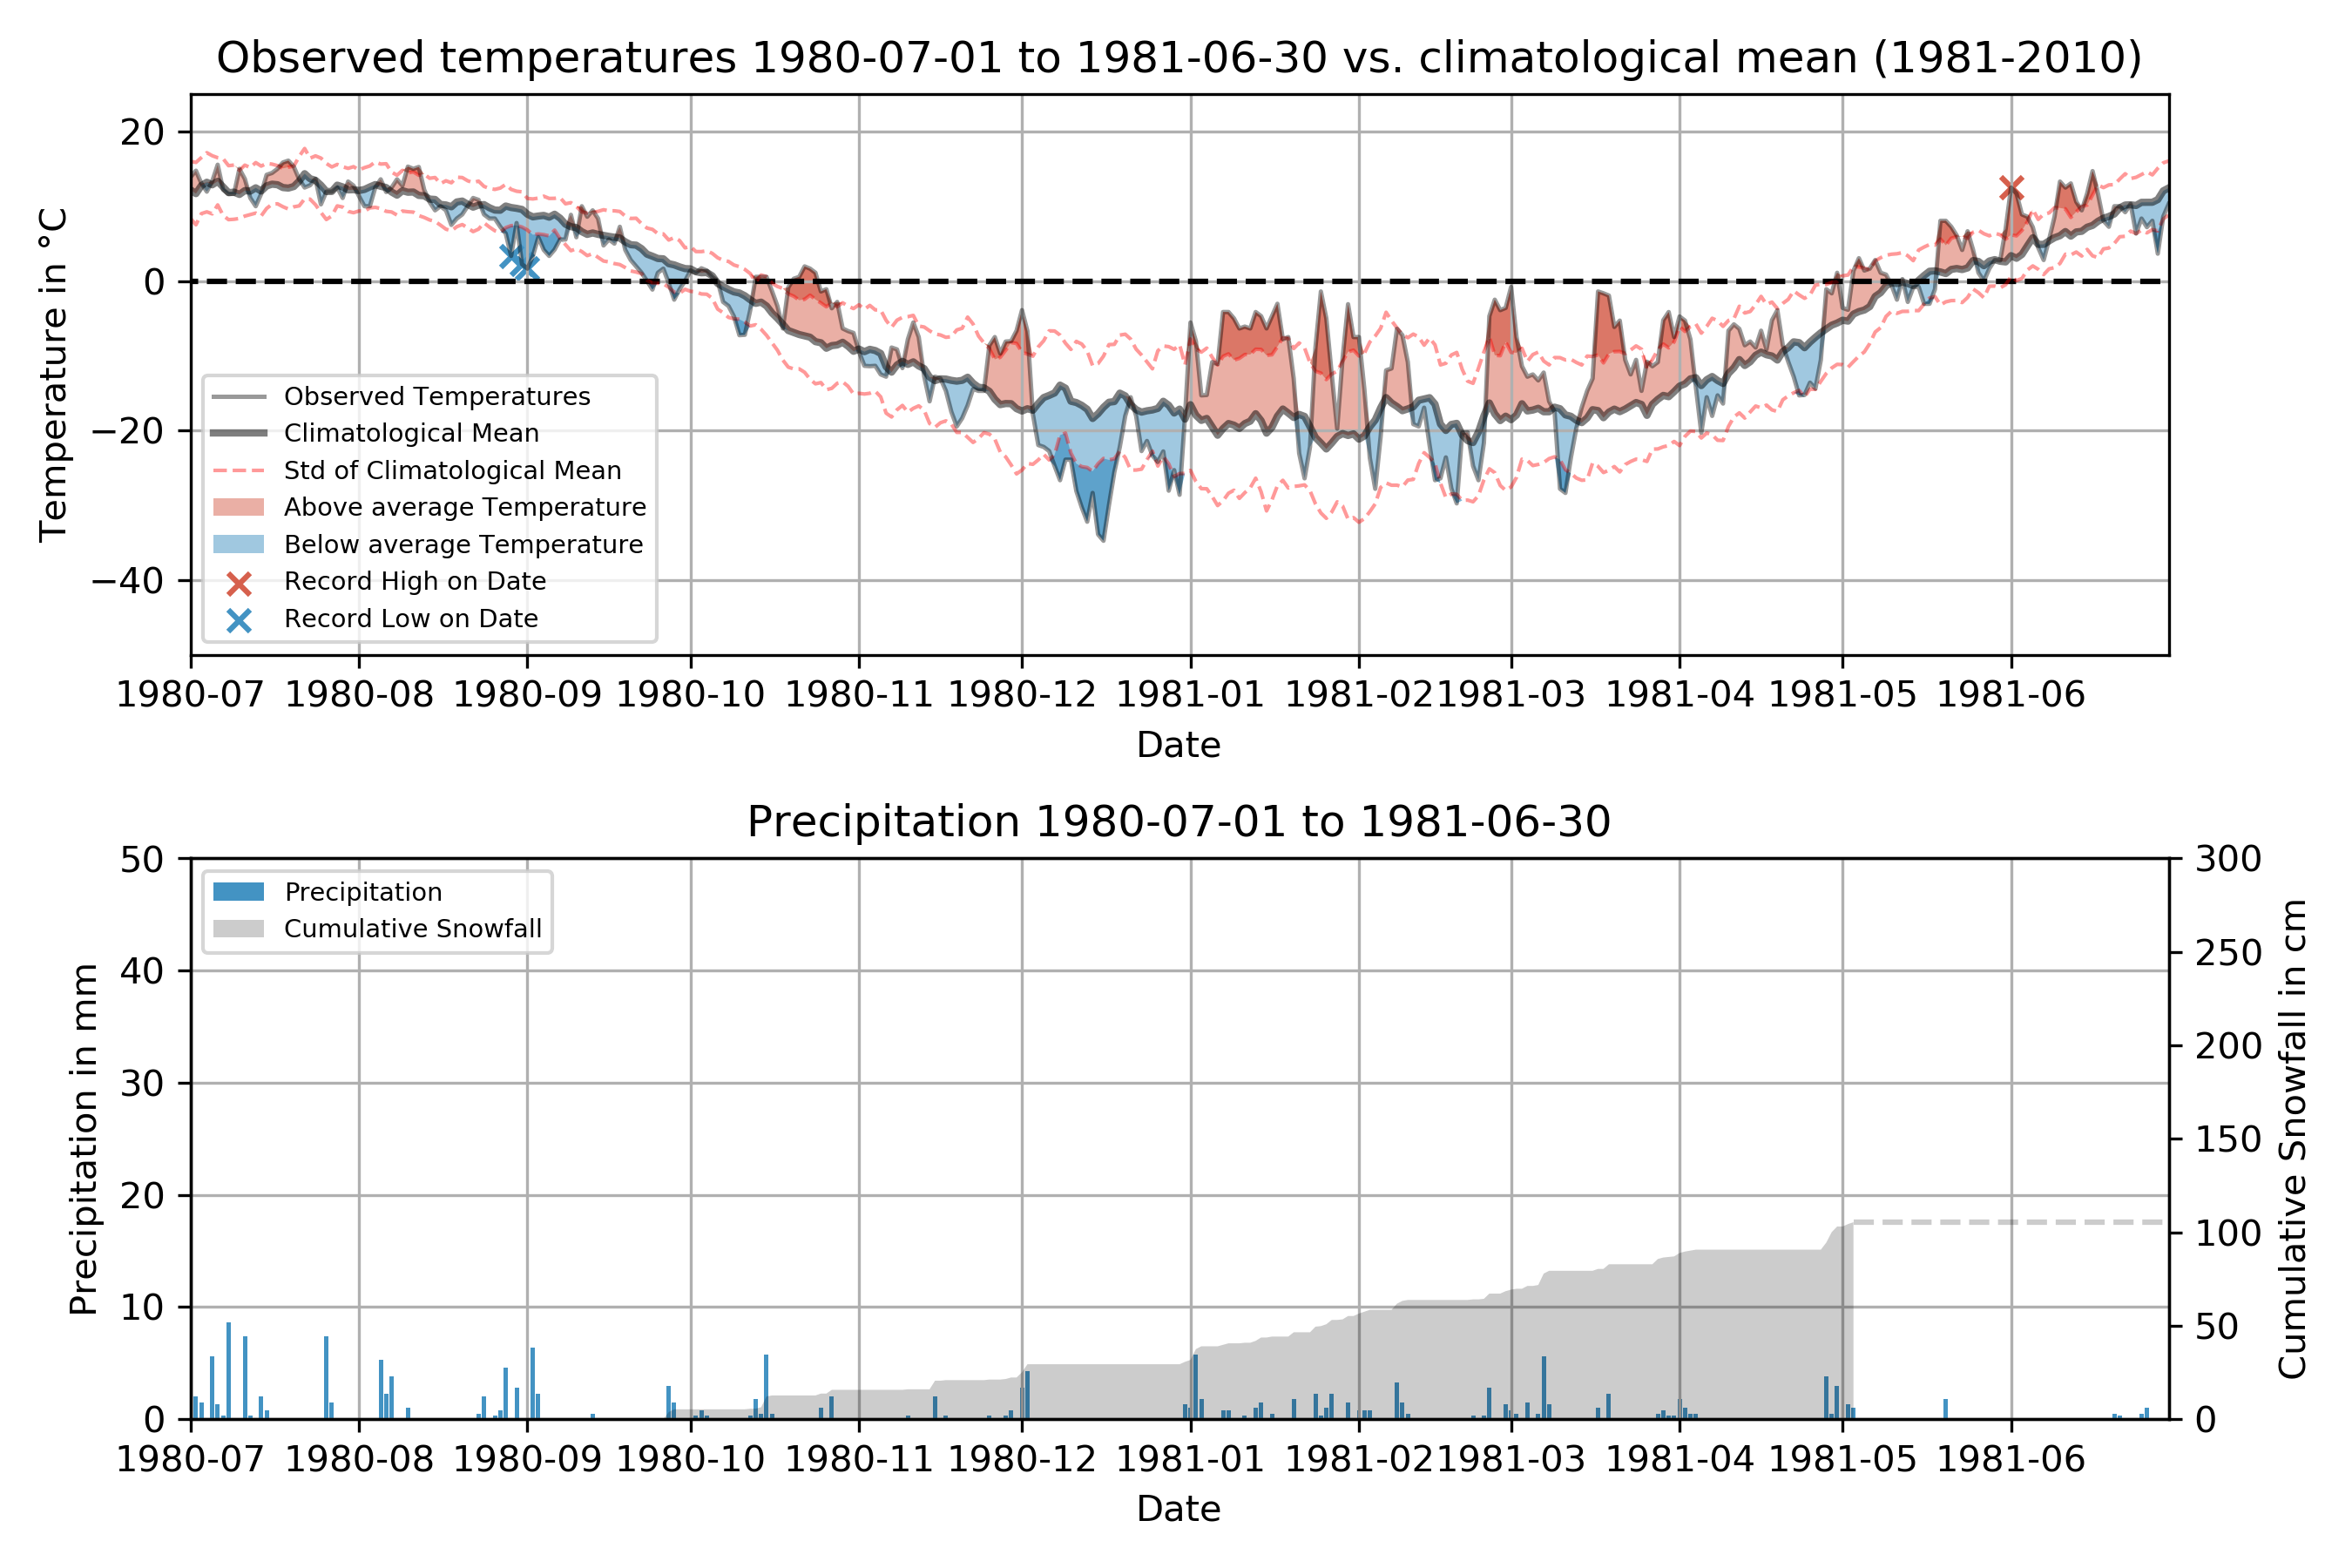 Observed temperatures 1980-07-01 to 1981-06-30 vs. climatological mean (1981-2010)
Temperature in °C
20
0
−20
−40
Observed Temperatures
Climatological Mean
Std of Climatological Mean
Above average Temperature
Below average Temperature
Record High on Date
Record Low on Date
1980-07 1980-08 1980-09 1980-10 1980-11 1980-12 1981-01 1981-02 1981-03 1981-04 1981-05 1981-06
Date
Precipitation 1980-07-01 to 1981-06-30
Precipitation in mm
50
40
30
20
10
0
Precipitation
Cumulative Snowfall
300
250
200
150
100
50
0
Cumulative Snowfall in cm
1980-07 1980-08 1980-09 1980-10 1980-11 1980-12 1981-01 1981-02 1981-03 1981-04 1981-05 1981-06
Date